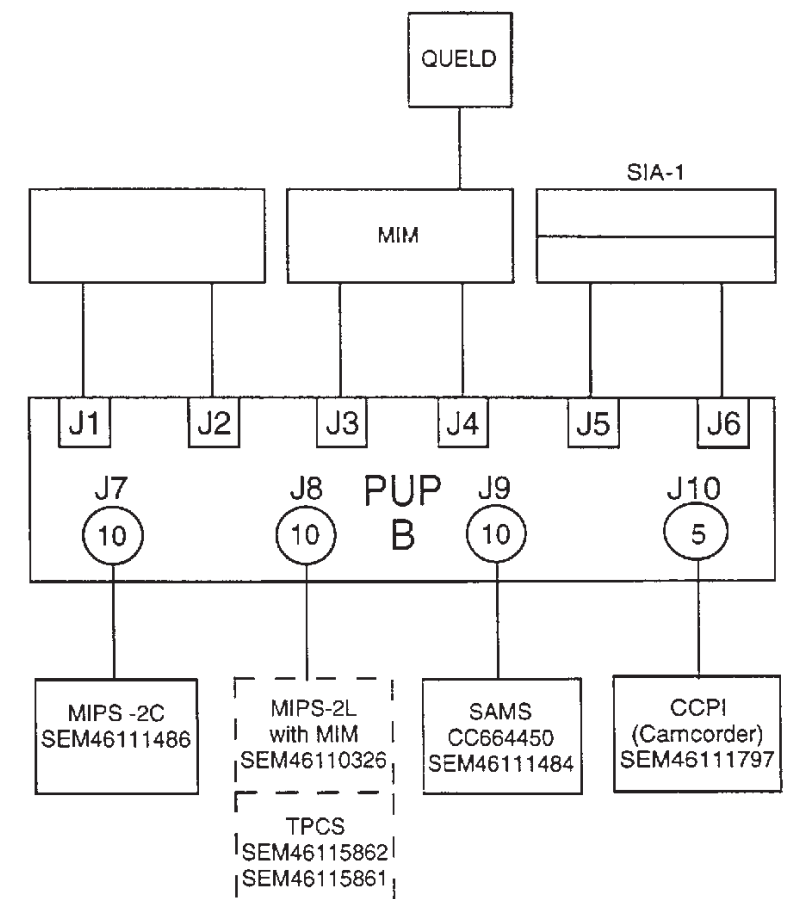 QUELD
SIA-1
MIM
J1 J2 J3 J4 J5 J6
J7 J8 PUP J9 J10
10 10 B 10 5
MIPS -2C
SEM46111486
MIPS-2L
with MIM
SEM46110326
TPCS
SEM46115862
SEM46115861
SAMS
CC664450
SEM46111484
CCPI
(Camcorder)
SEM46111797